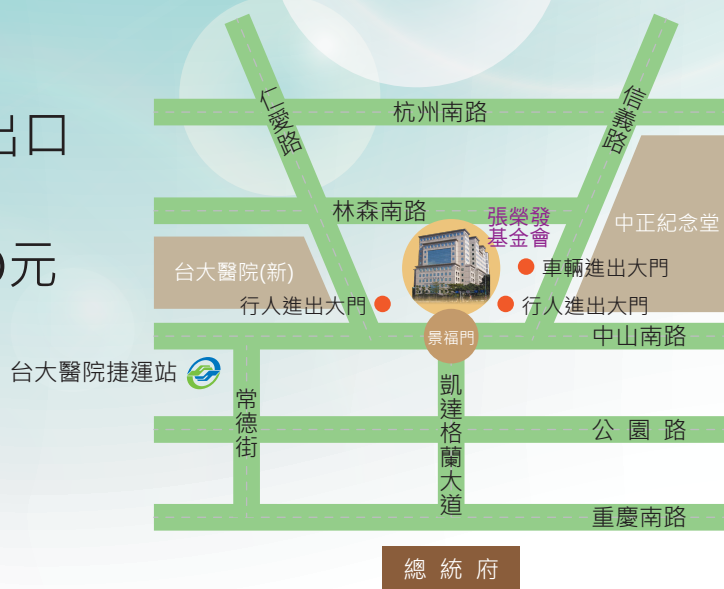 出口
元
仁愛路
信義路
杭州南路
林森南路
張榮發
基金會
中正紀念堂
台大醫院(新)
車輛進出大門
行人進出大門
行人進出大門
景福門
中山南路
台大醫院捷運站
常德街
凱達格蘭大道
公園路
重慶南路
總統府